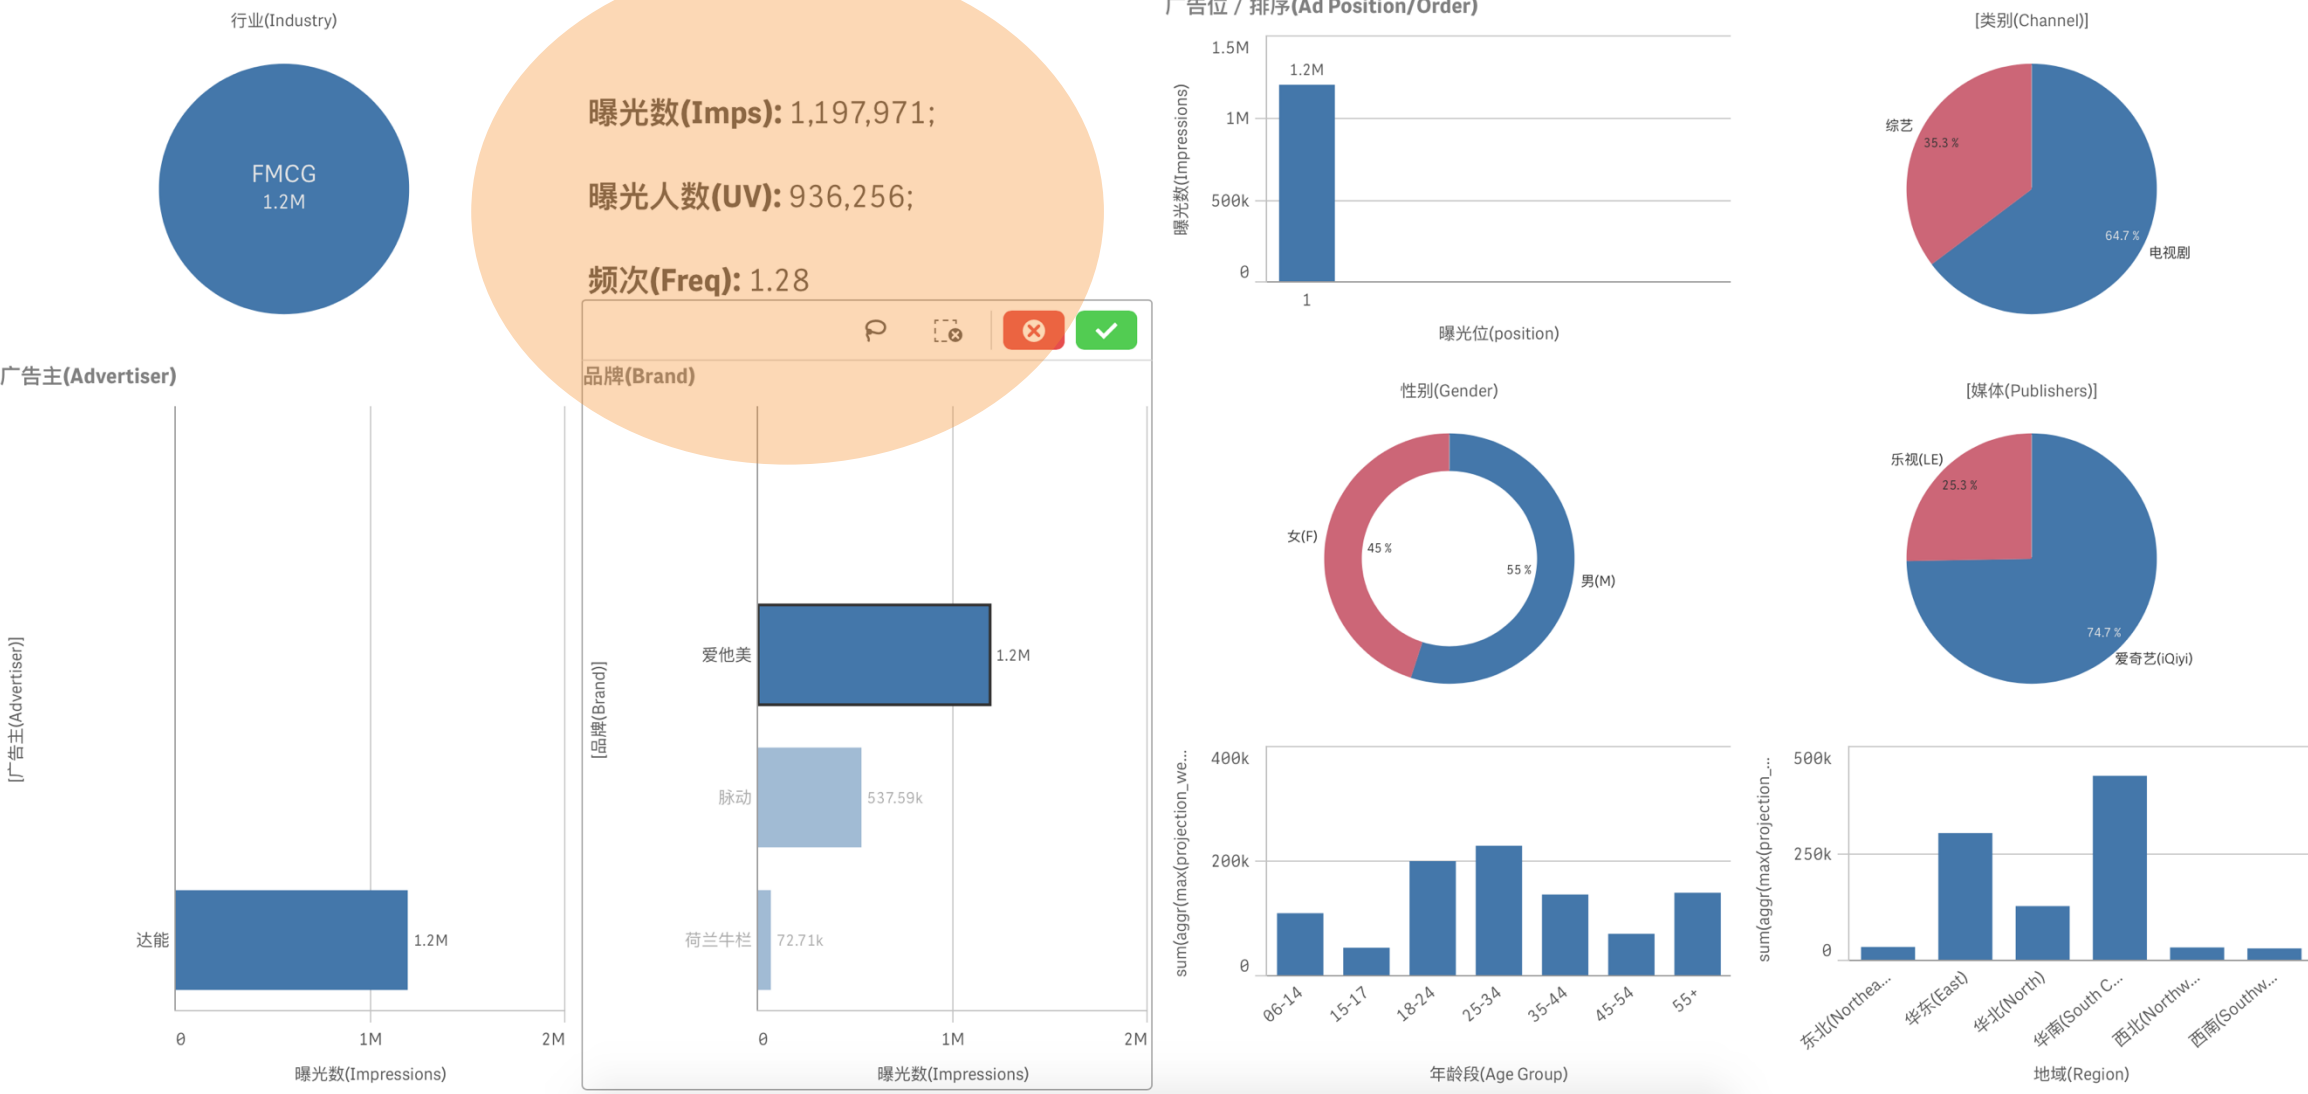 行业(Industry)
FMCG
1.2M
曝光数(Imps): 1,197,971;
曝光人数(UV): 936,256;
频次(Freq): 1.28
广告位 / 排序(Ad Position/Order)
曝光数(Impressions)
1.5M
1M
500k
0
1.2M
1
曝光位(position)
[类别(Channel)]
综艺
35.3 %
64.7 %
电视剧
广告主(Advertiser)
[广告主(Advertiser)]
达能
1.2M
0
1M
2M
曝光数(Impressions)
品牌(Brand)
[品牌(Brand)]
爱他美
1.2M
脉动
537.59k
荷兰牛栏
72.71k
0
1M
2M
曝光数(Impressions)
性别(Gender)
女(F)
45 %
55 %
男(M)
[媒体(Publishers)]
乐视(LE)
25.3 %
74.7 %
爱奇艺(iQiyi)
sum(aggr(max(projection_we...
400k
200k
0
06-14
15-17
18-24
25-34
35-44
45-54
55+
年龄段(Age Group)
sum(aggr(max(projection_...
500k
250k
0
东北(Northea...
华东(East)
华北(North)
华南(South C...
西北(Northw...
西南(Southw...
地域(Region)